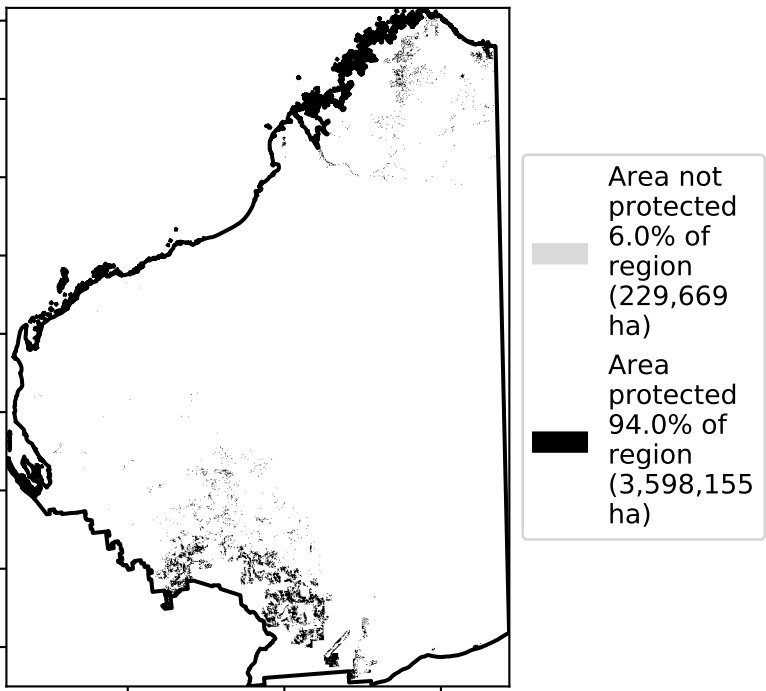 Area not
protected
6.0% of
region
(229,669
ha)
Area
protected
94.0% of
region
(3,598,155
ha)